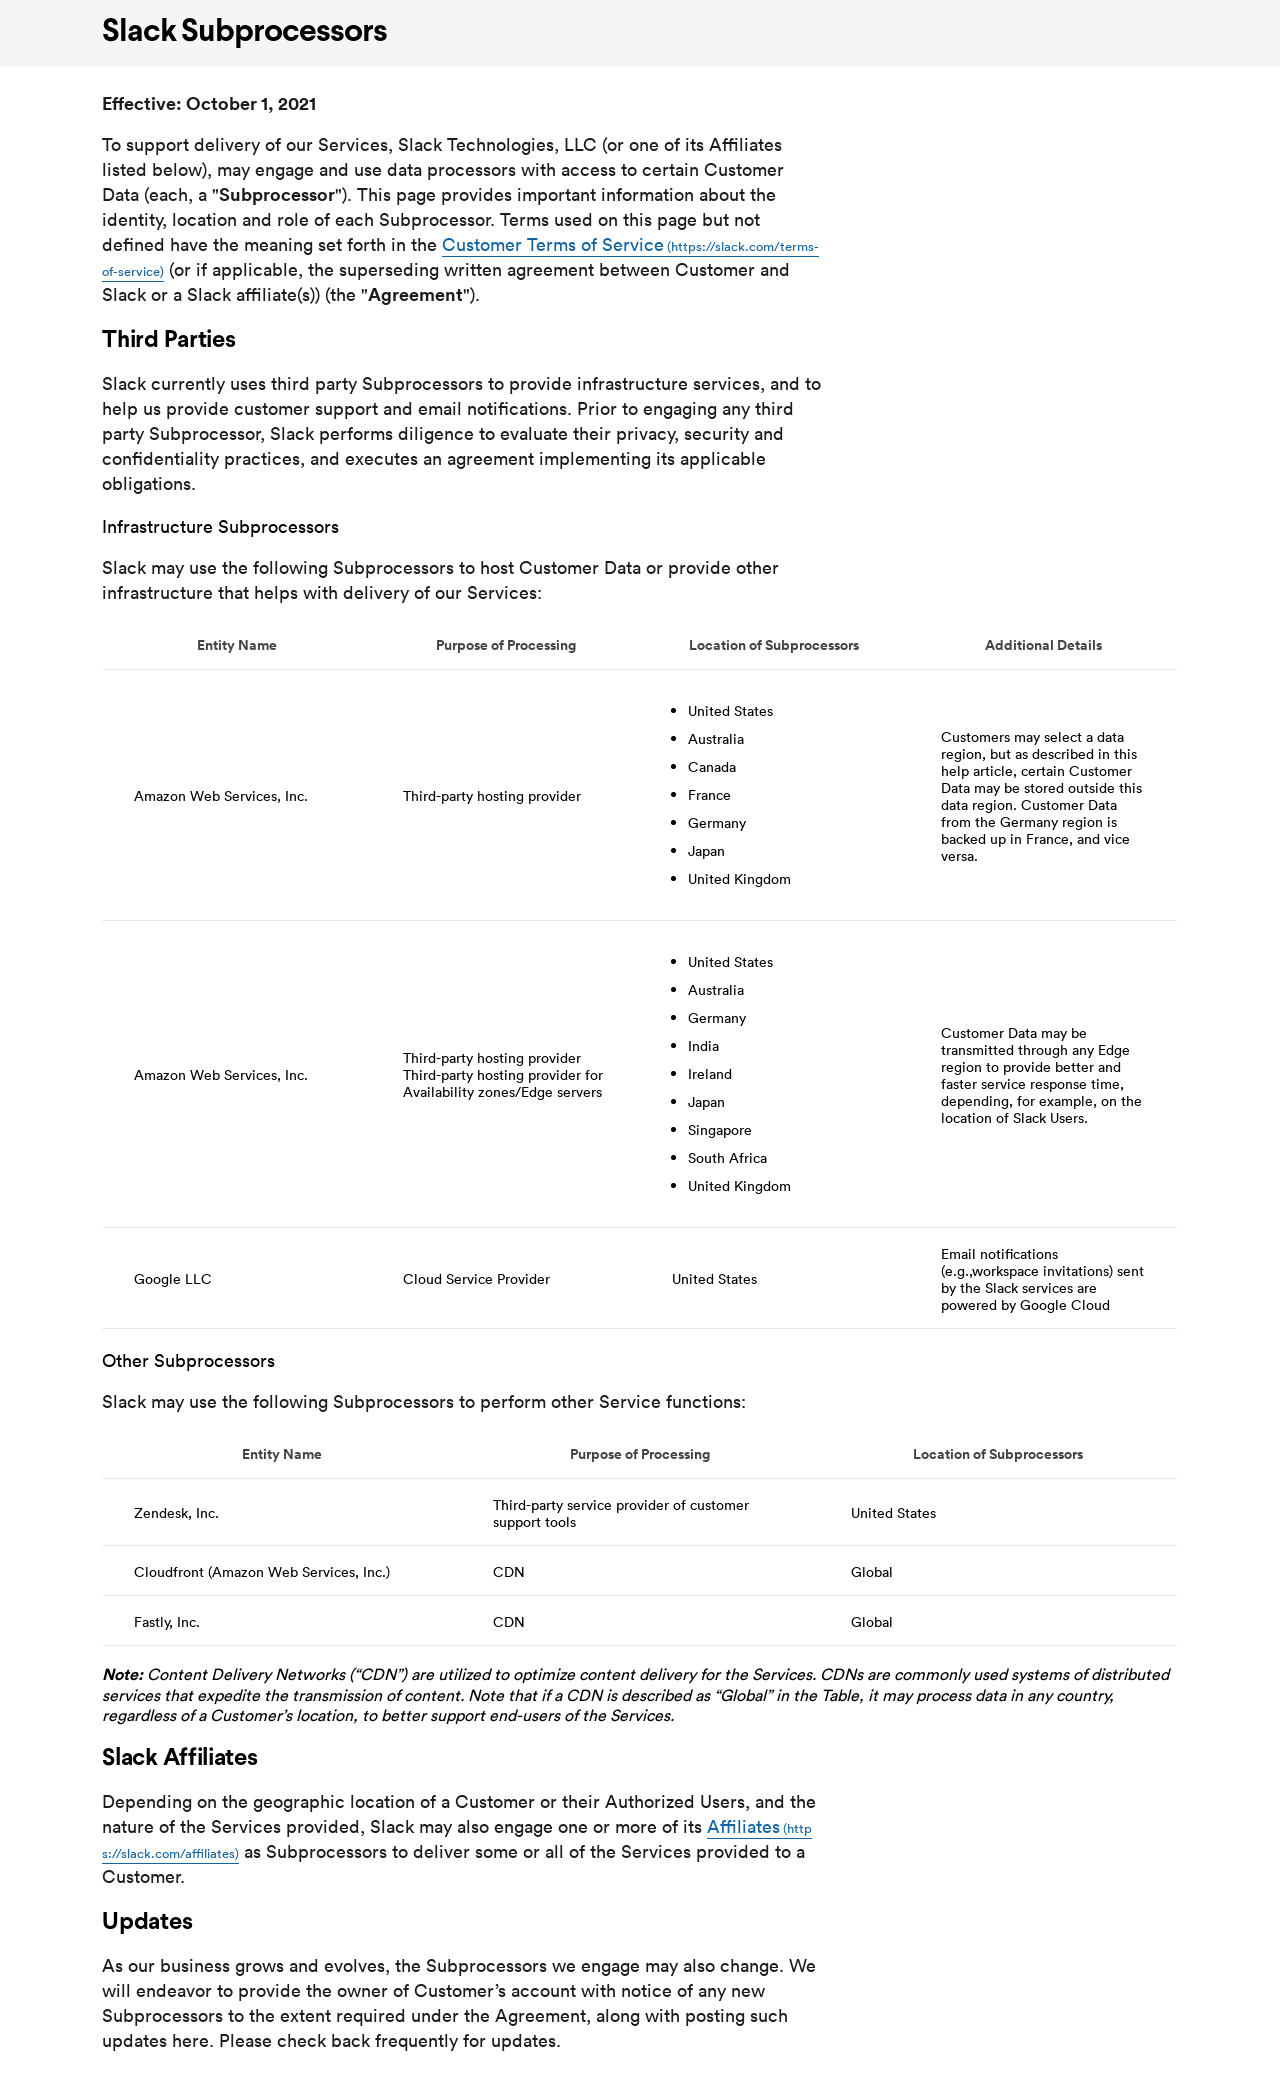 Slack Subprocessors
Effective: October 1, 2021
To support delivery of our Services, Slack Technologies, LLC (or one of its Affiliates
listed below), may engage and use data processors with access to certain Customer
Data (each, a "Subprocessor"). This page provides important information about the
identity, location and role of each Subprocessor. Terms used on this page but not
defined have the meaning set forth in the Customer Terms of Service (https://slack.com/terms-
of-service) (or if applicable, the superseding written agreement between Customer and
Slack or a Slack affiliate(s)) (the "Agreement").
Third Parties
Slack currently uses third party Subprocessors to provide infrastructure services, and to
help us provide customer support and email notifications. Prior to engaging any third
party Subprocessor, Slack performs diligence to evaluate their privacy, security and
confidentiality practices, and executes an agreement implementing its applicable
obligations.
Infrastructure Subprocessors
Slack may use the following Subprocessors to host Customer Data or provide other
infrastructure that helps with delivery of our Services:
Entity Name Purpose of Processing Location of Subprocessors Additional Details
Amazon Web Services, Inc.
Third-party hosting provider
United States
Australia
Canada
France
Germany
Japan
United Kingdom
Customers may select a data
region, but as described in this
help article, certain Customer
Data may be stored outside this
data region. Customer Data
from the Germany region is
backed up in France, and vice
versa.
Amazon Web Services, Inc.
Third-party hosting provider
Third-party hosting provider for
Availability zones/Edge servers
United States
Australia
Germany
India
Ireland
Japan
Singapore
South Africa
United Kingdom
Customer Data may be
transmitted through any Edge
region to provide better and
faster service response time,
depending, for example, on the
location of Slack Users.
Google LLC
Cloud Service Provider
United States
Email notifications
(e.g.,workspace invitations) sent
by the Slack services are
powered by Google Cloud
Other Subprocessors
Slack may use the following Subprocessors to perform other Service functions:
Entity Name Purpose of Processing Location of Subprocessors
Zendesk, Inc.
Third-party service provider of customer
support tools
United States
Cloudfront (Amazon Web Services, Inc.) CDN Global
Fastly, Inc. CDN Global
Note: Content Delivery Networks (“CDN”) are utilized to optimize content delivery for the Services. CDNs are commonly used systems of distributed
services that expedite the transmission of content. Note that if a CDN is described as “Global” in the Table, it may process data in any country,
regardless of a Customer’s location, to better support end-users of the Services.
Slack Affiliates
Depending on the geographic location of a Customer or their Authorized Users, and the
nature of the Services provided, Slack may also engage one or more of its Affiliates (http
s://slack.com/affiliates) as Subprocessors to deliver some or all of the Services provided to a
Customer.
Updates
As our business grows and evolves, the Subprocessors we engage may also change. We
will endeavor to provide the owner of Customer’s account with notice of any new
Subprocessors to the extent required under the Agreement, along with posting such
updates here. Please check back frequently for updates.